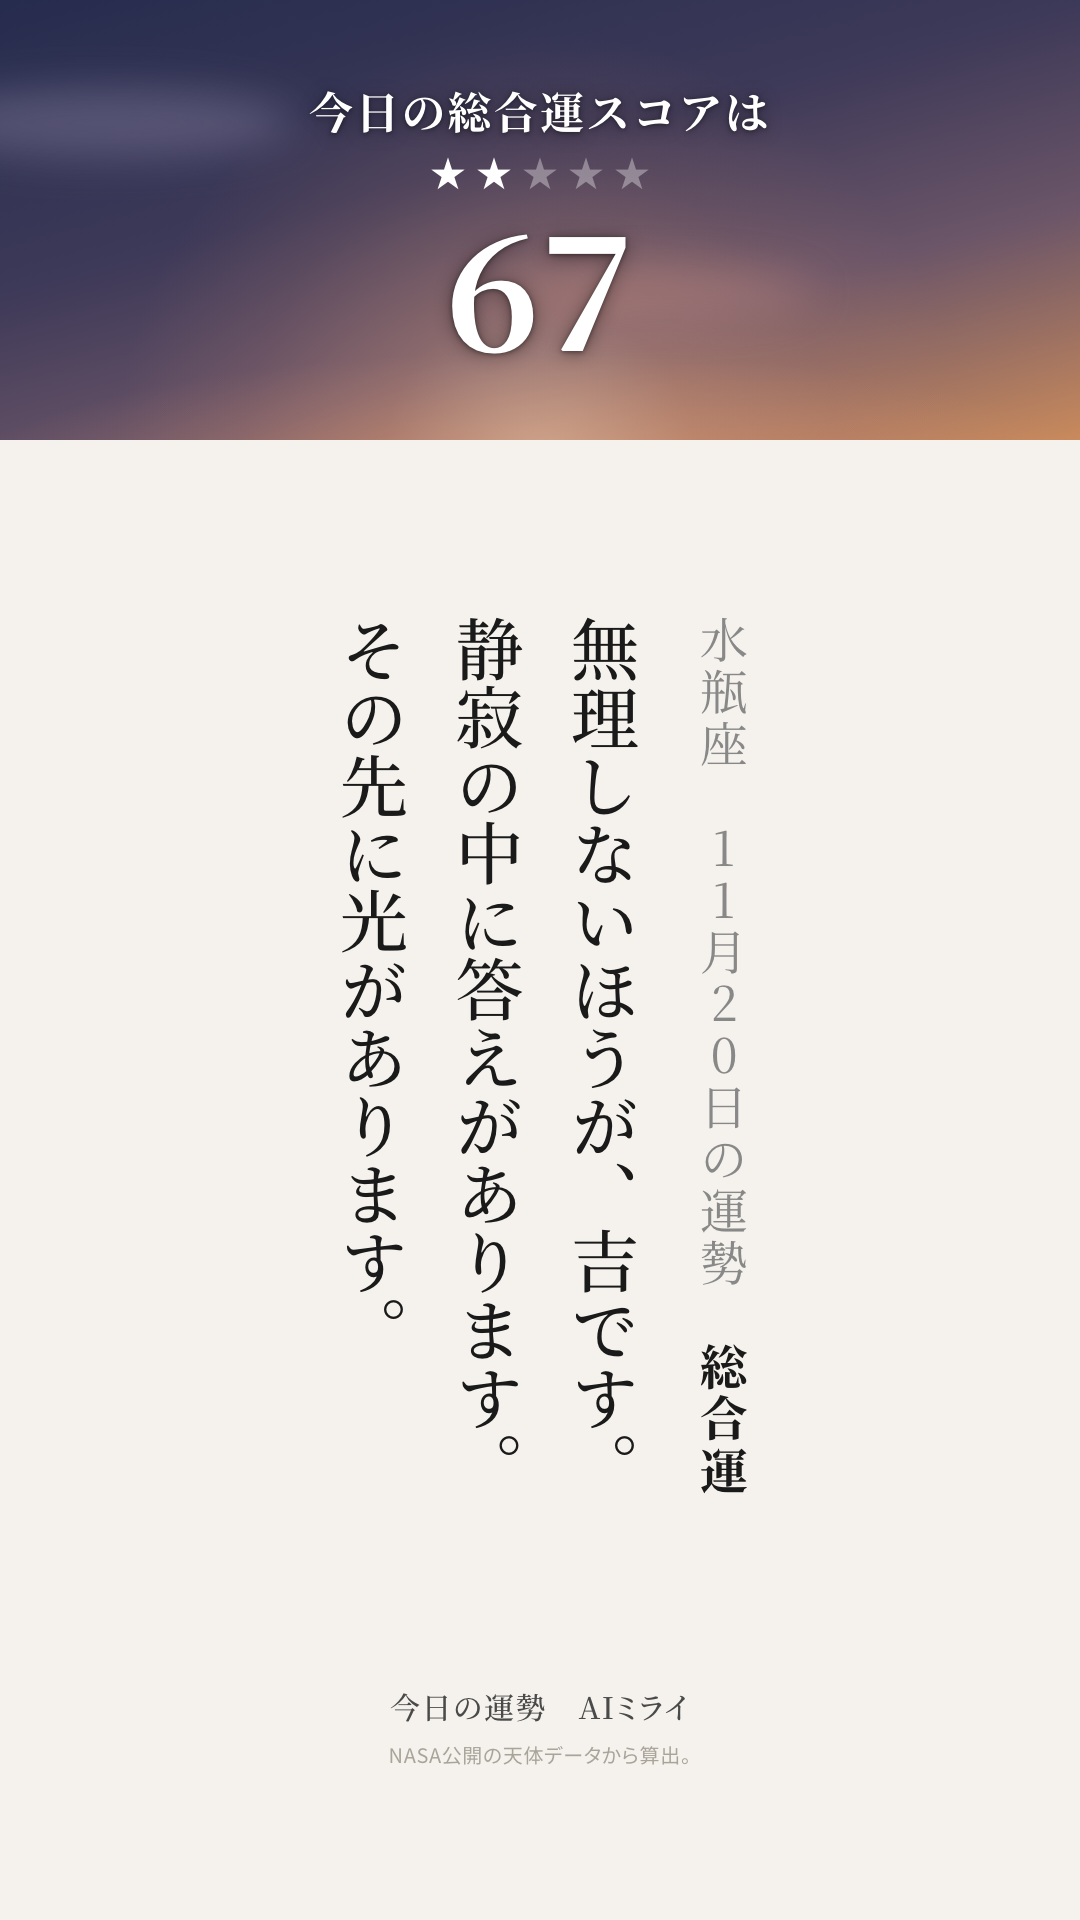 今日の総合運スコアは
★★★★★
67
水瓶座　11月20日の運勢　総合運
無理しないほうが、吉です。
静寂の中に答えがあります。
その先に光があります。
今日の運勢　AIミライ
NASA公開の天体データから算出。